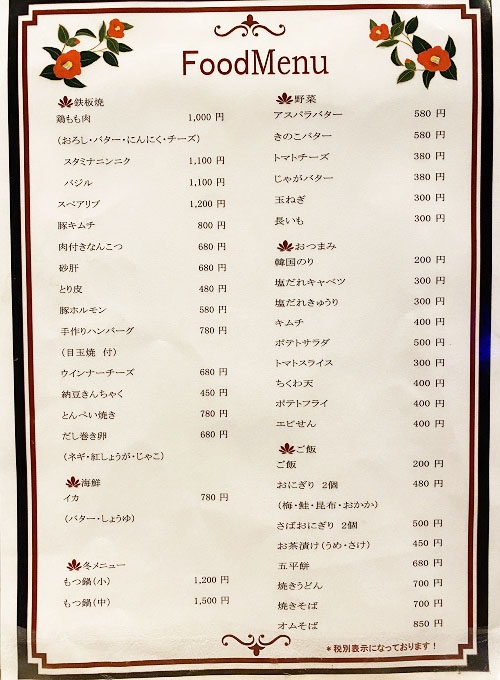 FoodMenu
鉄板焼
鶏もも肉 1,000 円
（おろし・バター・にんにく・チーズ）
スタミナニンニク 1,100 円
バジル 1,100 円
スペアリブ 1,200 円
豚キムチ 800 円
肉付きなんこつ 680 円
砂肝 680 円
とり皮 480 円
豚ホルモン 580 円
手作りハンバーグ 780 円
（目玉焼 付）
ウインナーチーズ 680 円
納豆きんちゃく 450 円
とんぺい焼き 780 円
だし巻き卵 680 円
（ネギ・紅しょうが・じゃこ）
海鮮
イカ 780 円
（バター・しょうゆ）
冬メニュー
もつ鍋（小） 1,200 円
もつ鍋（中） 1,500 円
野菜
アスパラバター 580 円
きのこバター 580 円
トマトチーズ 380 円
じゃがバター 380 円
玉ねぎ 300 円
長いも 300 円
おつまみ
韓国のり 200 円
塩だれキャベツ 300 円
塩だれきゅうり 300 円
キムチ 400 円
ポテトサラダ 500 円
トマトスライス 300 円
ちくわ天 400 円
ポテトフライ 400 円
エビせん 400 円
ご飯
ご飯 200 円
おにぎり 2個 480 円
（梅・鮭・昆布・おかか）
さばおにぎり 2個 500 円
お茶漬け（うめ・さけ） 450 円
五平餅 680 円
焼きうどん 700 円
焼きそば 700 円
オムそば 850 円
＊税別表示になっております！